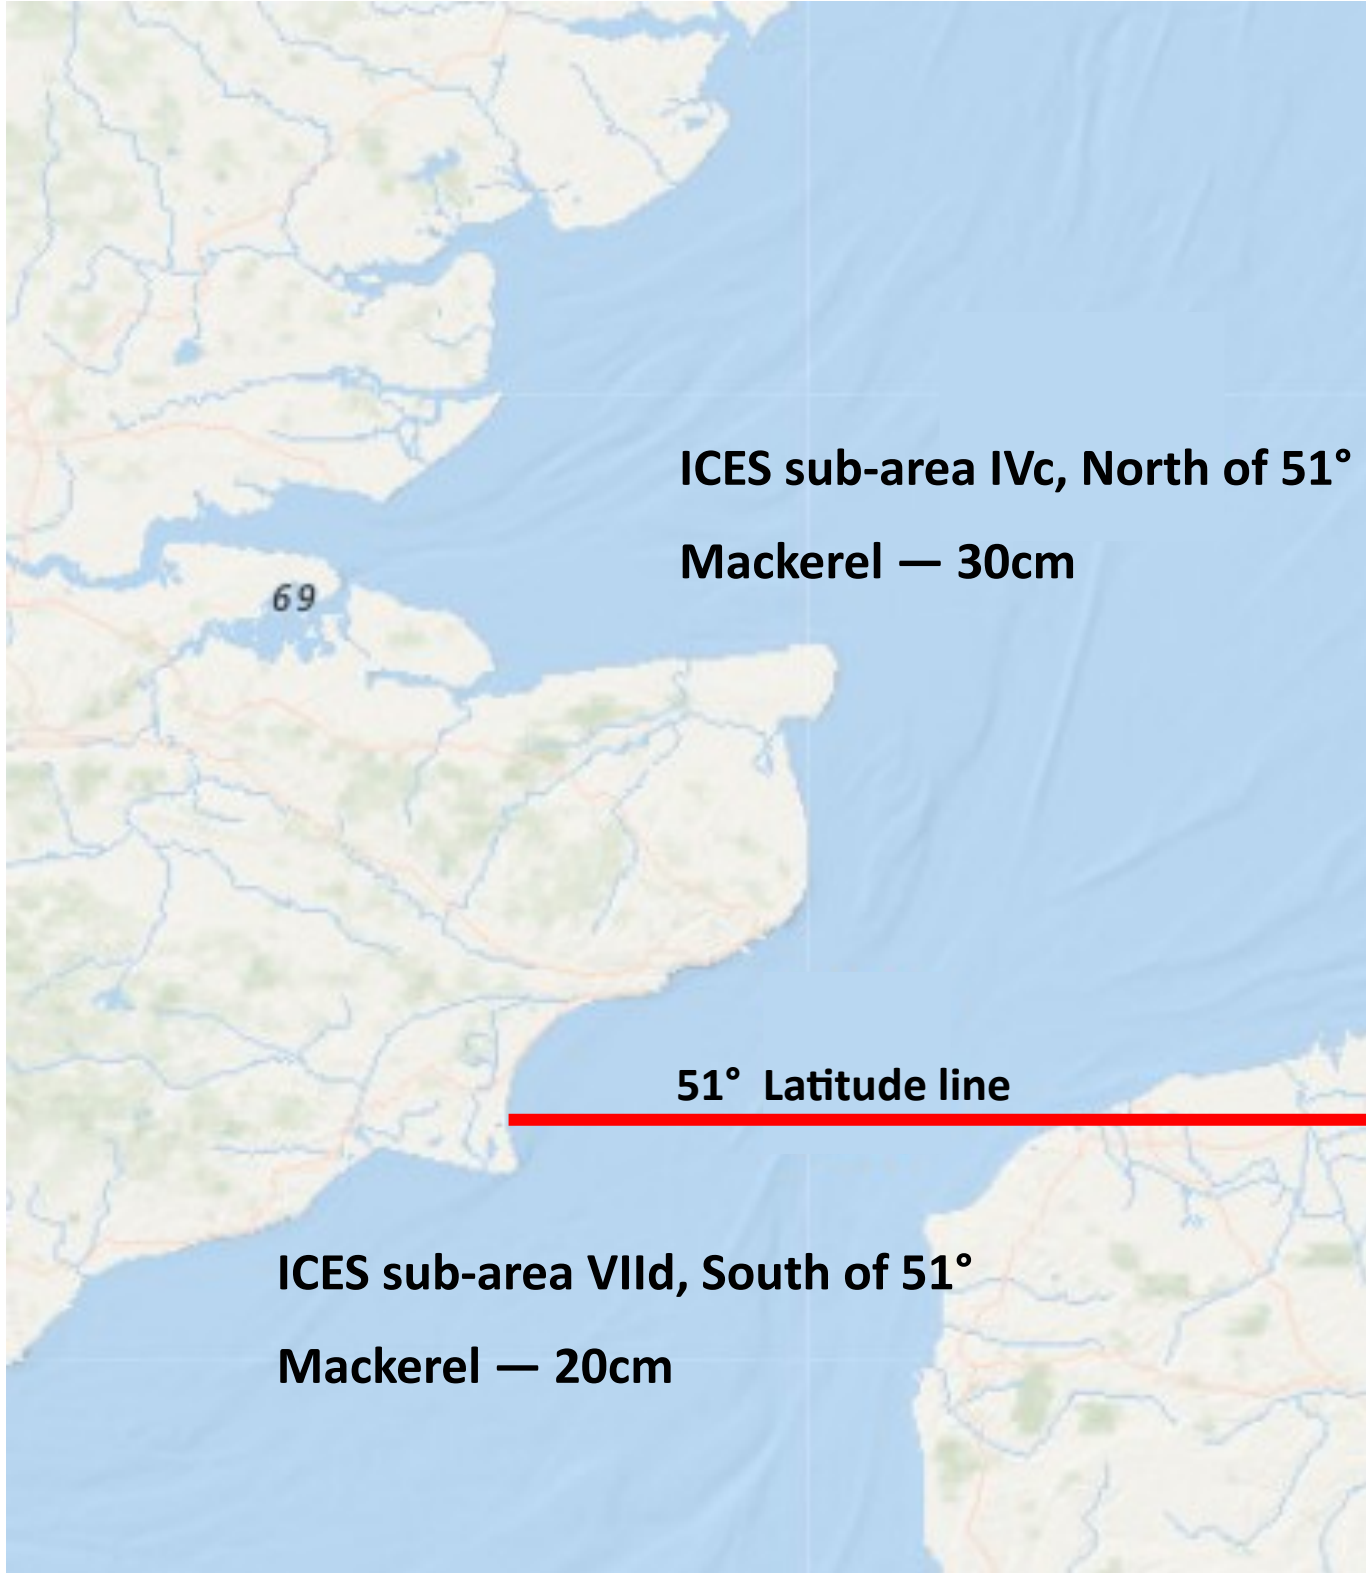 ICES sub-area IVc, North of 51°
Mackerel — 30cm
69
51° Latitude line
ICES sub-area VIId, South of 51°
Mackerel — 20cm